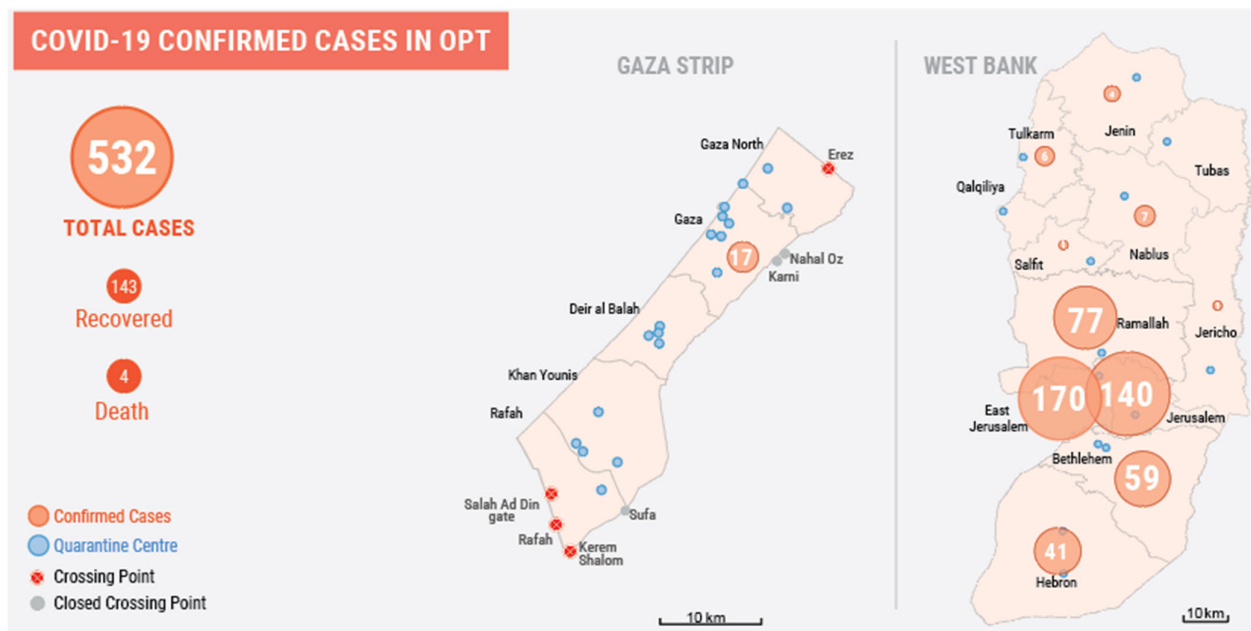 COVID-19 CONFIRMED CASES IN OPT
532
TOTAL CASES
143
Recovered
4
Death
Confirmed Cases
Quarantine Centre
Crossing Point
Closed Crossing Point
GAZA STRIP
Gaza North
Erez
Gaza
17
Nahal Oz
Karni
Deir al Balah
Khan Younis
Rafah
Salah Ad Din
gate
Rafah
Kerem
Shalom
Sufa
10 km
WEST BANK
4
Jenin
Tulkarm
6
Tubas
Qalqiliya
7
Nablus
Salfit
77
Ramallah
Jericho
170
140
East
Jerusalem
Jerusalem
Bethlehem
59
41
Hebron
10 km